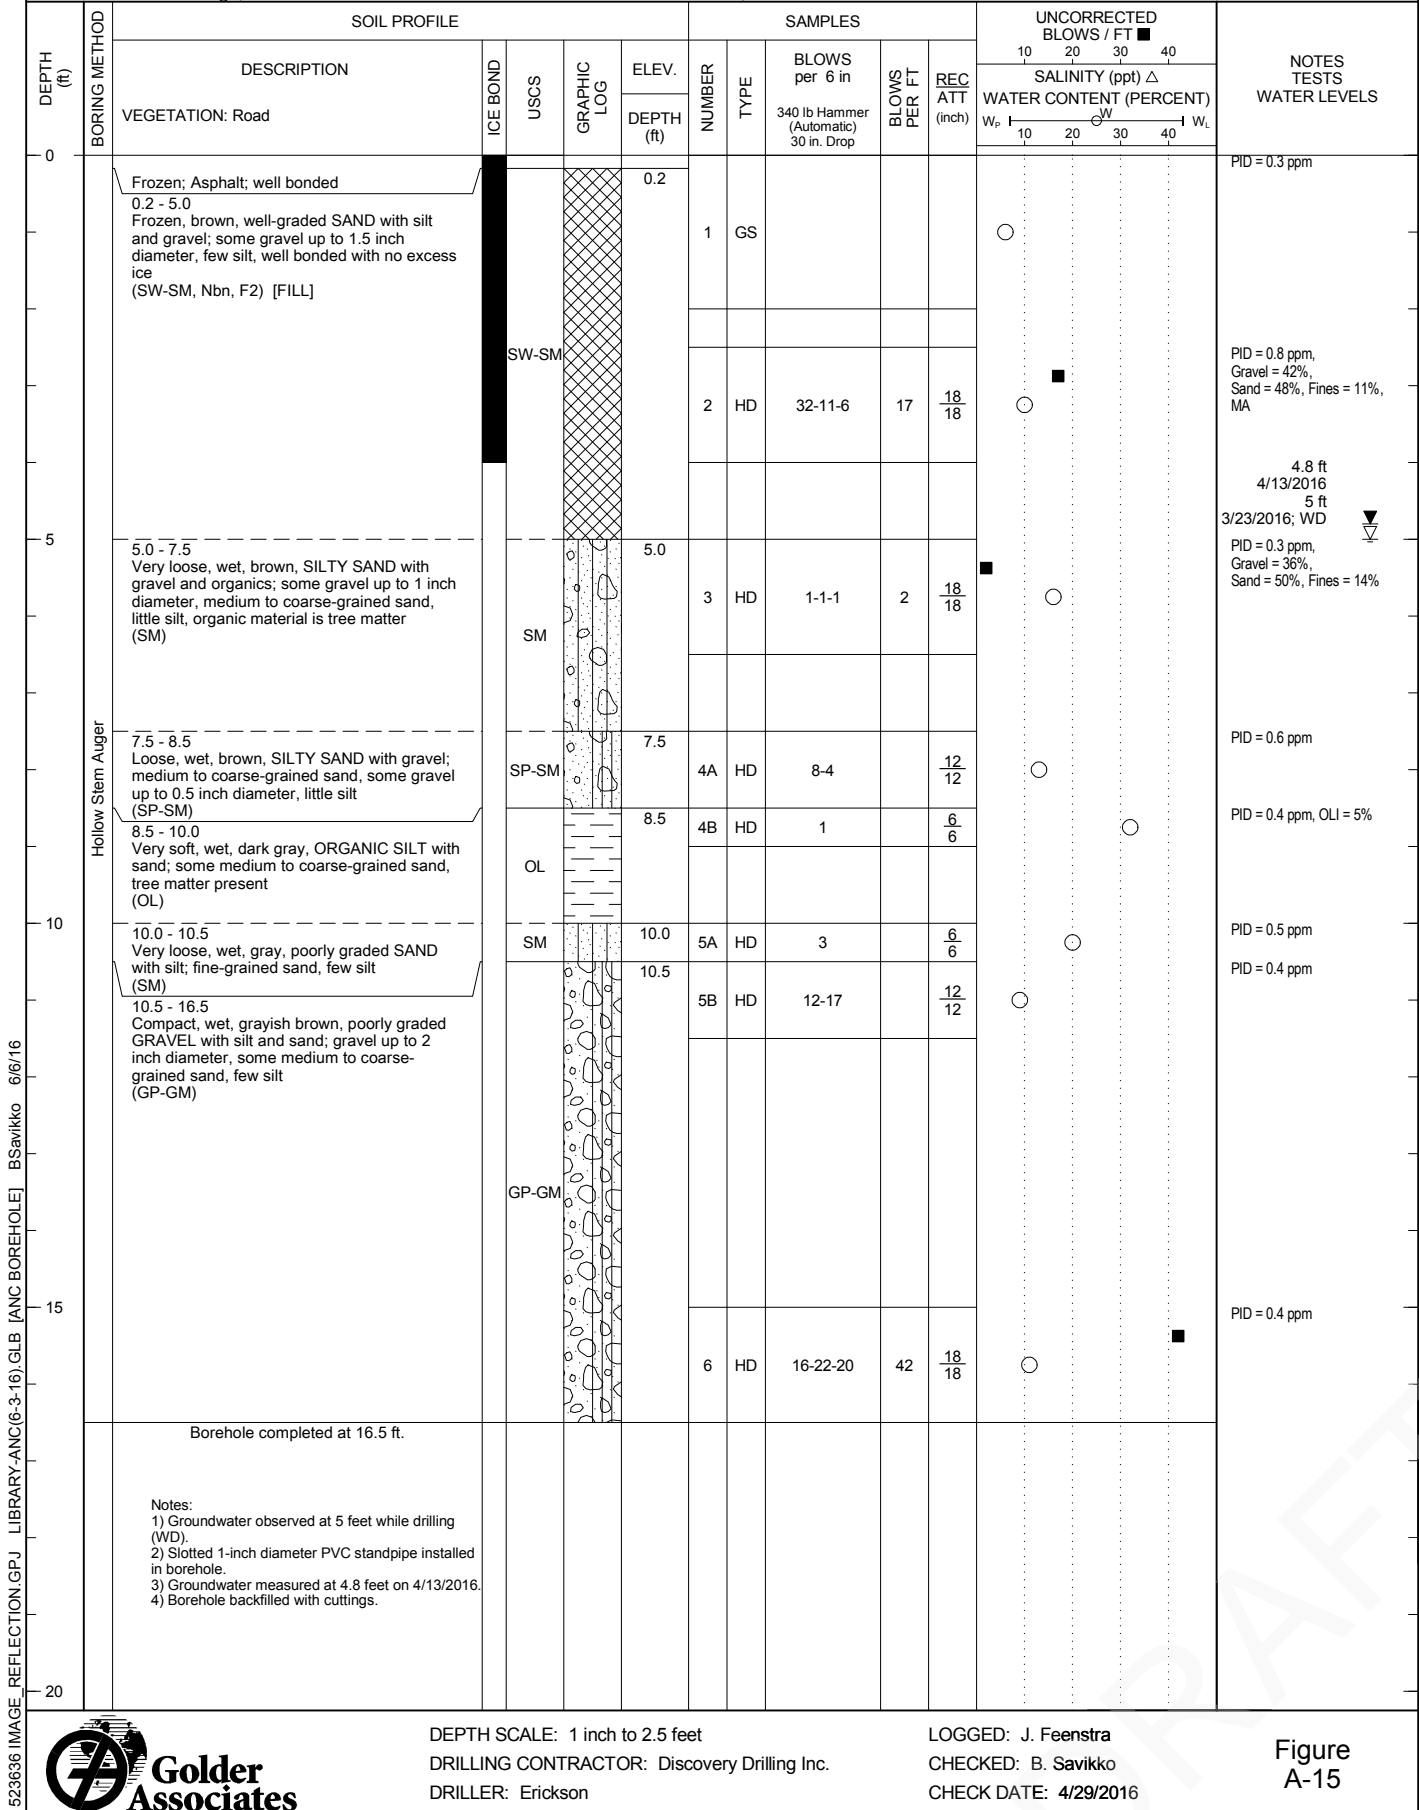 DEPTH
(ft)
BORING METHOD
SOIL PROFILE
DESCRIPTION
VEGETATION: Road
ICE BOND
USCS
GRAPHIC
LOG
ELEV.
DEPTH
(ft)
SAMPLES
NUMBER
TYPE
BLOWS
per 6 in
340 lb Hammer
(Automatic)
30 in. Drop
BLOWS
PER FT
REC
ATT
(inch)
UNCORRECTED
BLOWS / FT ■
10 20 30 40
SALINITY (ppt) △
WATER CONTENT (PERCENT)
WP W WL
10 20 30 40
NOTES
TESTS
WATER LEVELS
0
PID = 0.3 ppm
Frozen; Asphalt; well bonded
0.2
0.2 - 5.0
Frozen, brown, well-graded SAND with silt
and gravel; some gravel up to 1.5 inch
diameter, few silt, well bonded with no excess
ice
(SW-SM, Nbn, F2) [FILL]
1 GS
SW-SM
2 HD 32-11-6 17 18
18
PID = 0.8 ppm,
Gravel = 42%,
Sand = 48%, Fines = 11%,
MA
4.8 ft
4/13/2016
5 ft
3/23/2016; WD
5
5.0 - 7.5
Very loose, wet, brown, SILTY SAND with
gravel and organics; some gravel up to 1 inch
diameter, medium to coarse-grained sand,
little silt, organic material is tree matter
(SM)
SM
5.0
3 HD 1-1-1 2 18
18
PID = 0.3 ppm,
Gravel = 36%,
Sand = 50%, Fines = 14%
Hollow Stem Auger
7.5 - 8.5
Loose, wet, brown, SILTY SAND with gravel;
medium to coarse-grained sand, some gravel
up to 0.5 inch diameter, little silt
(SP-SM)
SP-SM
7.5
4A HD 8-4 12
12
PID = 0.6 ppm
8.5 - 10.0
Very soft, wet, dark gray, ORGANIC SILT with
sand; some medium to coarse-grained sand,
tree matter present
(OL)
OL
8.5
4B HD 1 6
6
PID = 0.4 ppm, OLI = 5%
10
10.0 - 10.5
Very loose, wet, gray, poorly graded SAND
with silt; fine-grained sand, few silt
(SM)
SM
10.0
5A HD 3 6
6
PID = 0.5 ppm
10.5 - 16.5
Compact, wet, grayish brown, poorly graded
GRAVEL with silt and sand; gravel up to 2
inch diameter, some medium to coarse-
grained sand, few silt
(GP-GM)
GP-GM
10.5
5B HD 12-17 12
12
PID = 0.4 ppm
15
6 HD 16-22-20 42 18
18
PID = 0.4 ppm
Borehole completed at 16.5 ft.
Notes:
1) Groundwater observed at 5 feet while drilling
(WD).
2) Slotted 1-inch diameter PVC standpipe installed
in borehole.
3) Groundwater measured at 4.8 feet on 4/13/2016.
4) Borehole backfilled with cuttings.
20
523636 IMAGE_REFLECTION.GPJ LIBRARY-ANC(6-3-16).GLB [ANC BOREHOLE] BSavikko 6/6/16
DRAFT
Golder
Associates
DEPTH SCALE: 1 inch to 2.5 feet
DRILLING CONTRACTOR: Discovery Drilling Inc.
DRILLER: Erickson
LOGGED: J. Feenstra
CHECKED: B. Savikko
CHECK DATE: 4/29/2016
Figure
A-15